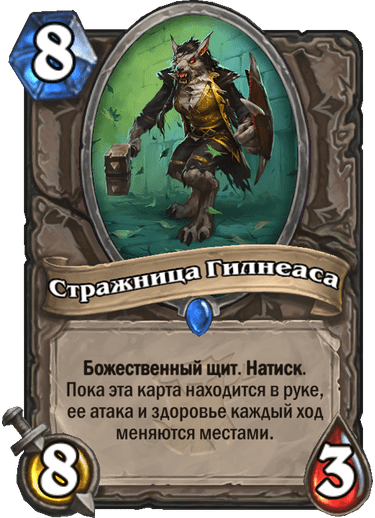 8
Стражница Гилнеаса
Божественный щит. Натиск.
Пока эта карта находится в руке,
ее атака и здоровье каждый ход
меняются местами.
8
3